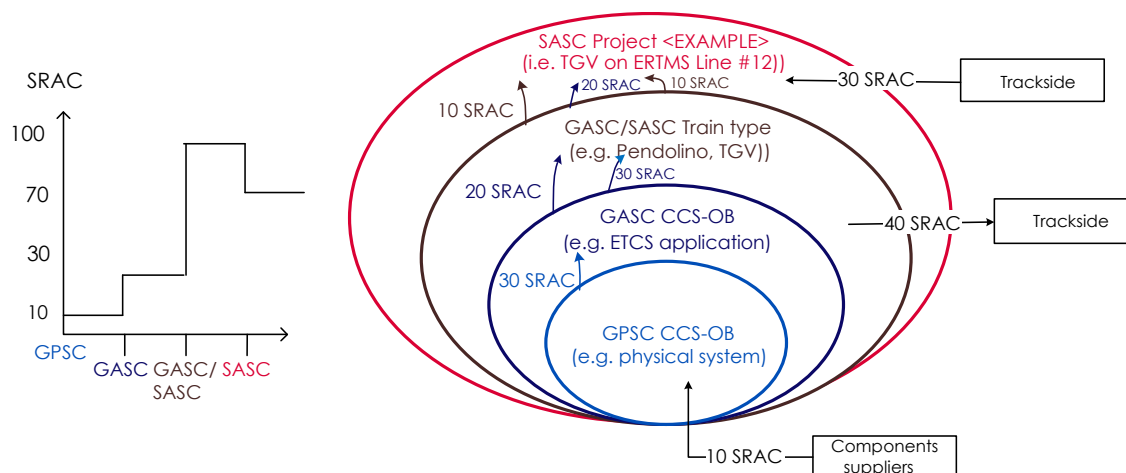 SRAC
100
70
30
10
GPSC
GASC
GASC/
SASC
SASC
SASC Project <EXAMPLE>
(i.e. TGV on ERTMS Line #12))
20 SRAC
10 SRAC
10 SRAC
30 SRAC
Trackside
GASC/SASC Train type
(e.g. Pendolino, TGV))
30 SRAC
20 SRAC
GASC CCS-OB
(e.g. ETCS application)
40 SRAC
Trackside
30 SRAC
GPSC CCS-OB
(e.g. physical system)
10 SRAC
Components
suppliers